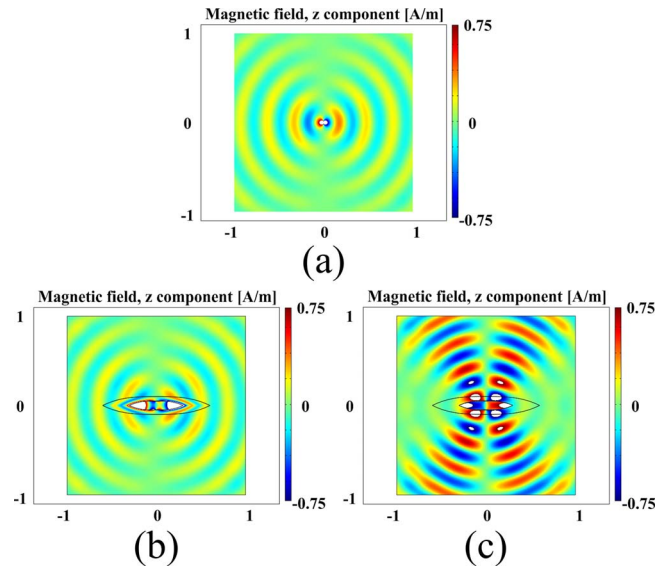 Magnetic field, z component [A/m]
0.75
1
0
0
-1
-0.75
-1 0 1
(a)
Magnetic field, z component [A/m]
0.75
1
0
0
-1
-0.75
-1 0 1
(b)
Magnetic field, z component [A/m]
0.75
1
0
0
-1
-0.75
-1 0 1
(c)